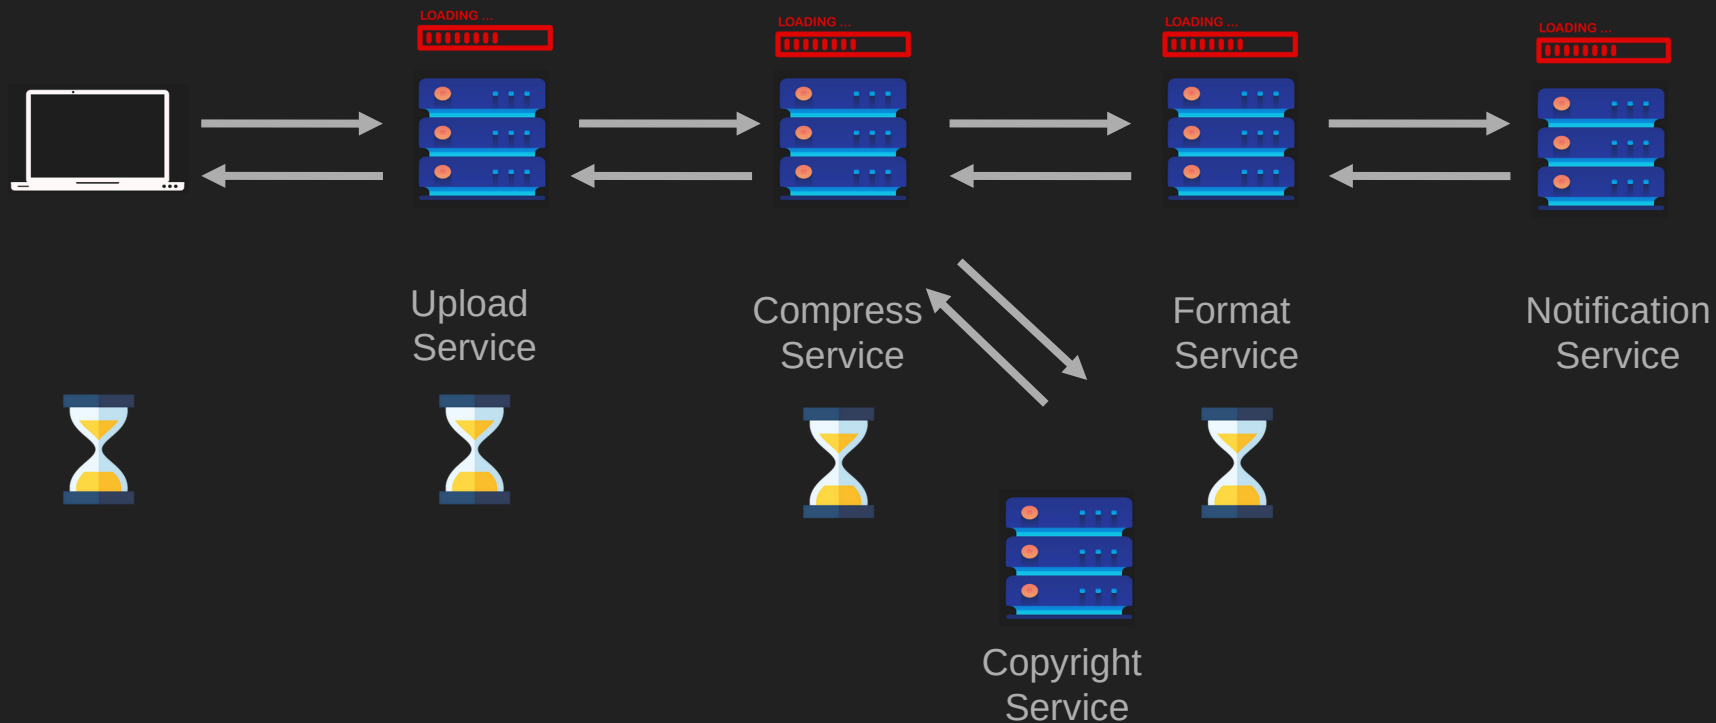 LOADING ...
LOADING ...
LOADING ...
LOADING ...
Upload
Service
Compress
Service
Format
Service
Notification
Service
Copyright
Service